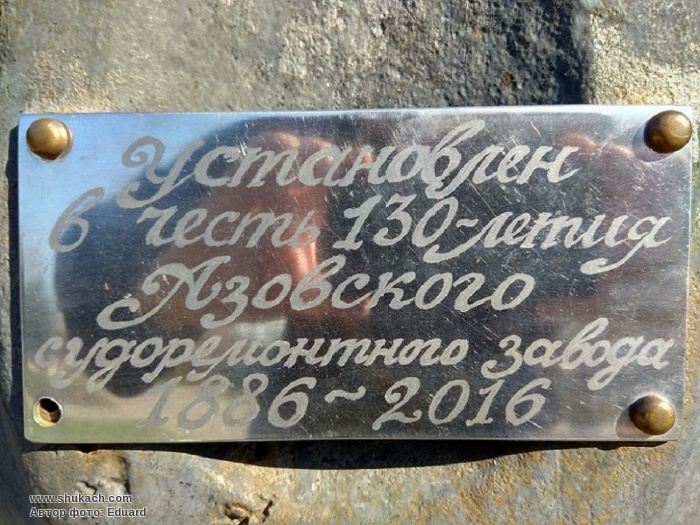 Установлен
в честь 130-летия
Азовского
судоремонтного завода
1886~2016
www.shukach.com
Автор фото: Eduard